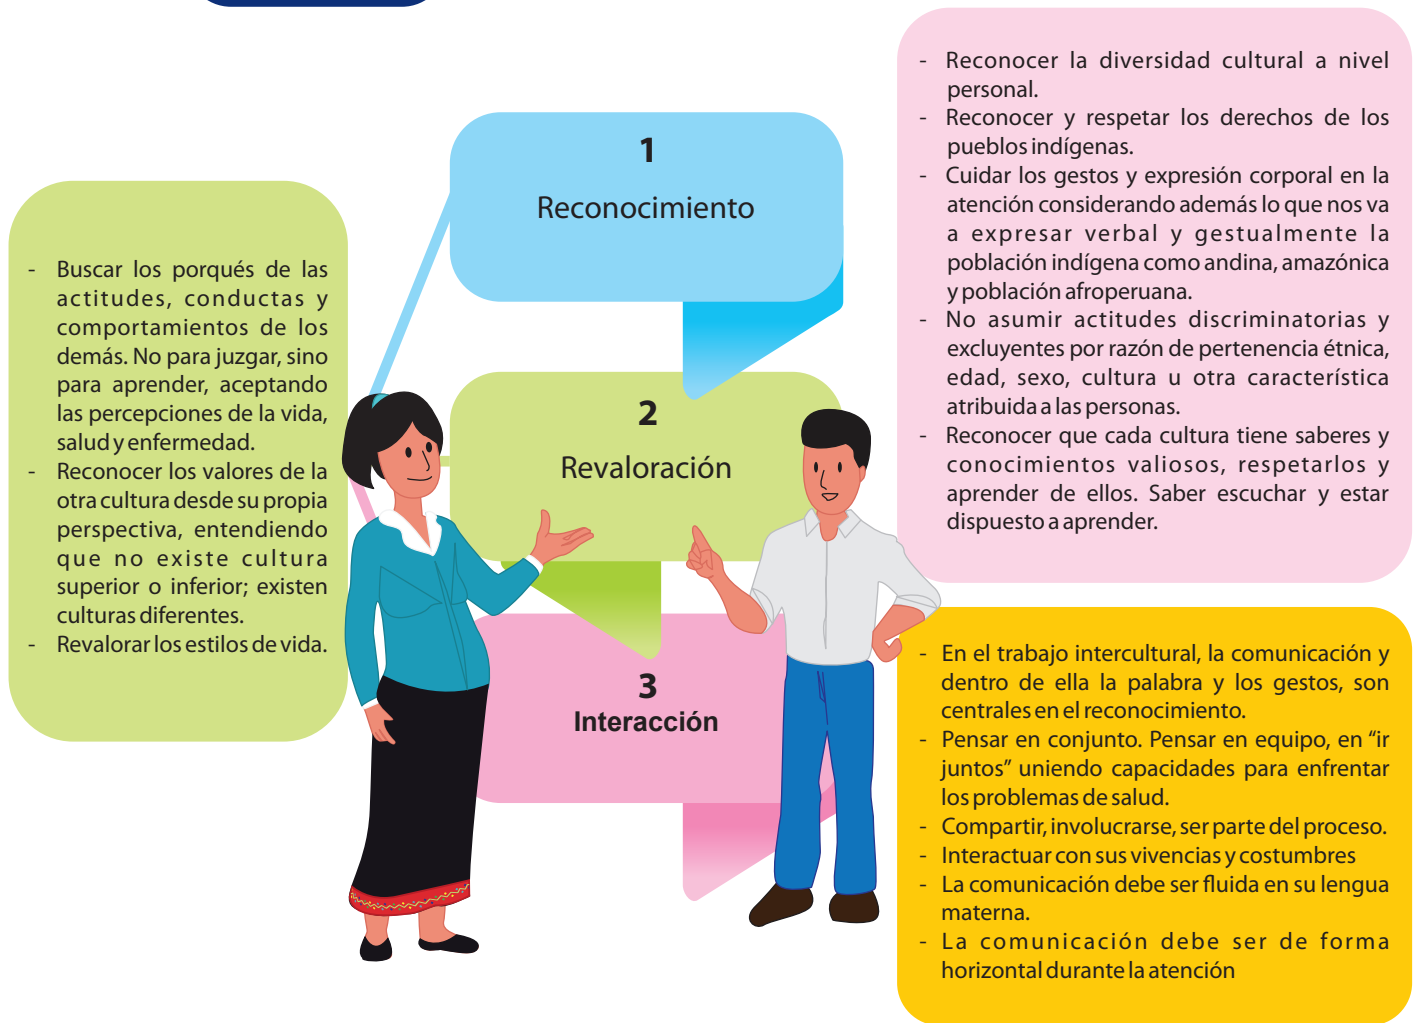 1
Reconocimiento
2
Revaloración
3
Interacción
- Buscar los porqués de las
actitudes, conductas y
comportamientos de los
demás. No para juzgar, sino
para aprender, aceptando
las percepciones de la vida,
salud y enfermedad.
- Reconocer los valores de la
otra cultura desde su propia
perspectiva, entendiendo
que no existe cultura
superior o inferior; existen
culturas diferentes.
- Revalorar los estilos de vida.
- Reconocer la diversidad cultural a nivel
personal.
- Reconocer y respetar los derechos de los
pueblos indígenas.
- Cuidar los gestos y expresión corporal en la
atención considerando además lo que nos va
a expresar verbal y gestualmente la
población indígena como andina, amazónica
y población afroperuana.
- No asumir actitudes discriminatorias y
excluyentes por razón de pertenencia étnica,
edad, sexo, cultura u otra característica
atribuida a las personas.
- Reconocer que cada cultura tiene saberes y
conocimientos valiosos, respetarlos y
aprender de ellos. Saber escuchar y estar
dispuesto a aprender.
- En el trabajo intercultural, la comunicación y
dentro de ella la palabra y los gestos, son
centrales en el reconocimiento.
- Pensar en conjunto. Pensar en equipo, en “ir
juntos” uniendo capacidades para enfrentar
los problemas de salud.
- Compartir, involucrarse, ser parte del proceso.
- Interactuar con sus vivencias y costumbres
- La comunicación debe ser fluida en su lengua
materna.
- La comunicación debe ser de forma
horizontal durante la atención